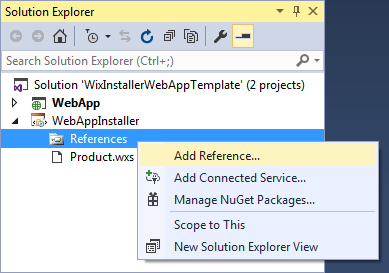 Solution Explorer
Search Solution Explorer (Ctrl+;)
Solution 'WixInstallerWebAppTemplate' (2 projects)
WebApp
WebAppInstaller
References
Product.wxs
Add Reference...
Add Connected Service...
Manage NuGet Packages...
Scope to This
New Solution Explorer View